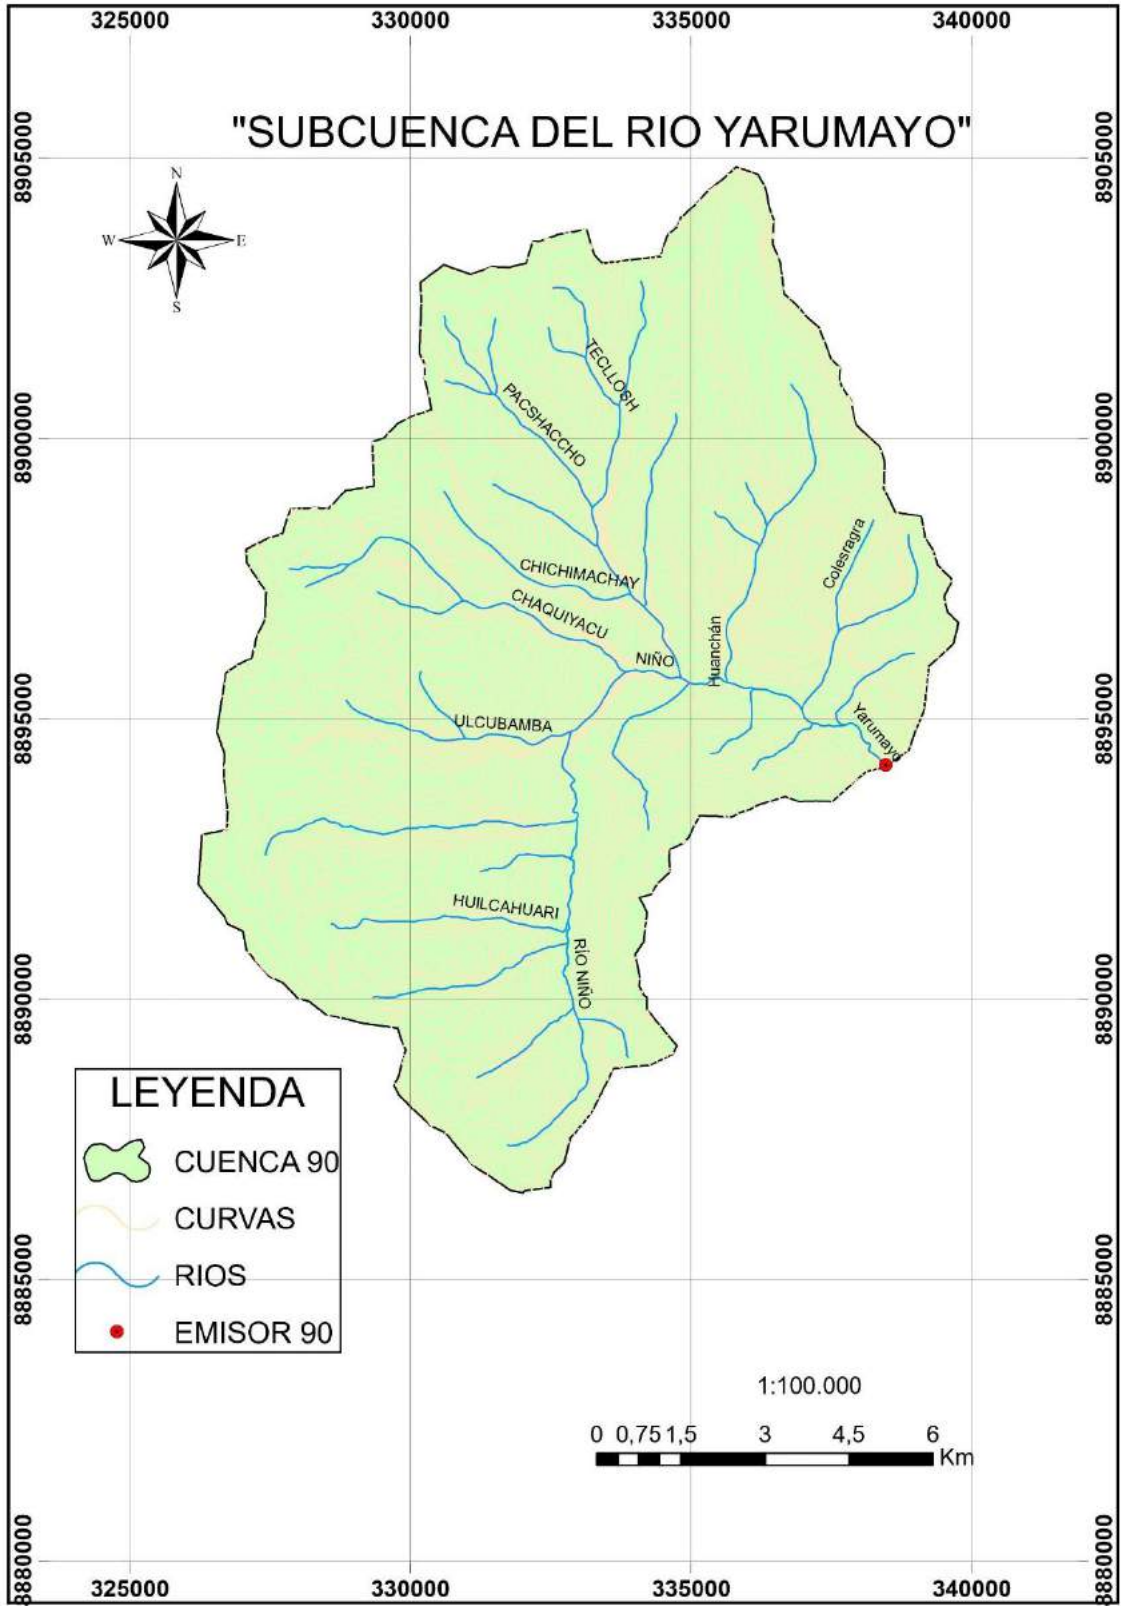 325000 330000 335000 340000
"SUBCUENCA DEL RIO YARUMAYO"
8905000 8905000
N
W E
S
TECLLOSH
PACSHACCHO
8900000 8900000
Colesragra
CHICHIMACHAY
CHAQUIYACU
Huanchán
NIÑO
8895000 8895000
ULCUBAMBA
Yarumayo
HUILCAHUARI
RÍO NIÑO
8890000 8890000
LEYENDA
CUENCA 90
CURVAS
RIOS
EMISOR 90
8885000 8885000
1:100.000
0 0,75 1,5 3 4,5 6
Km
8880000 8880000
325000 330000 335000 340000